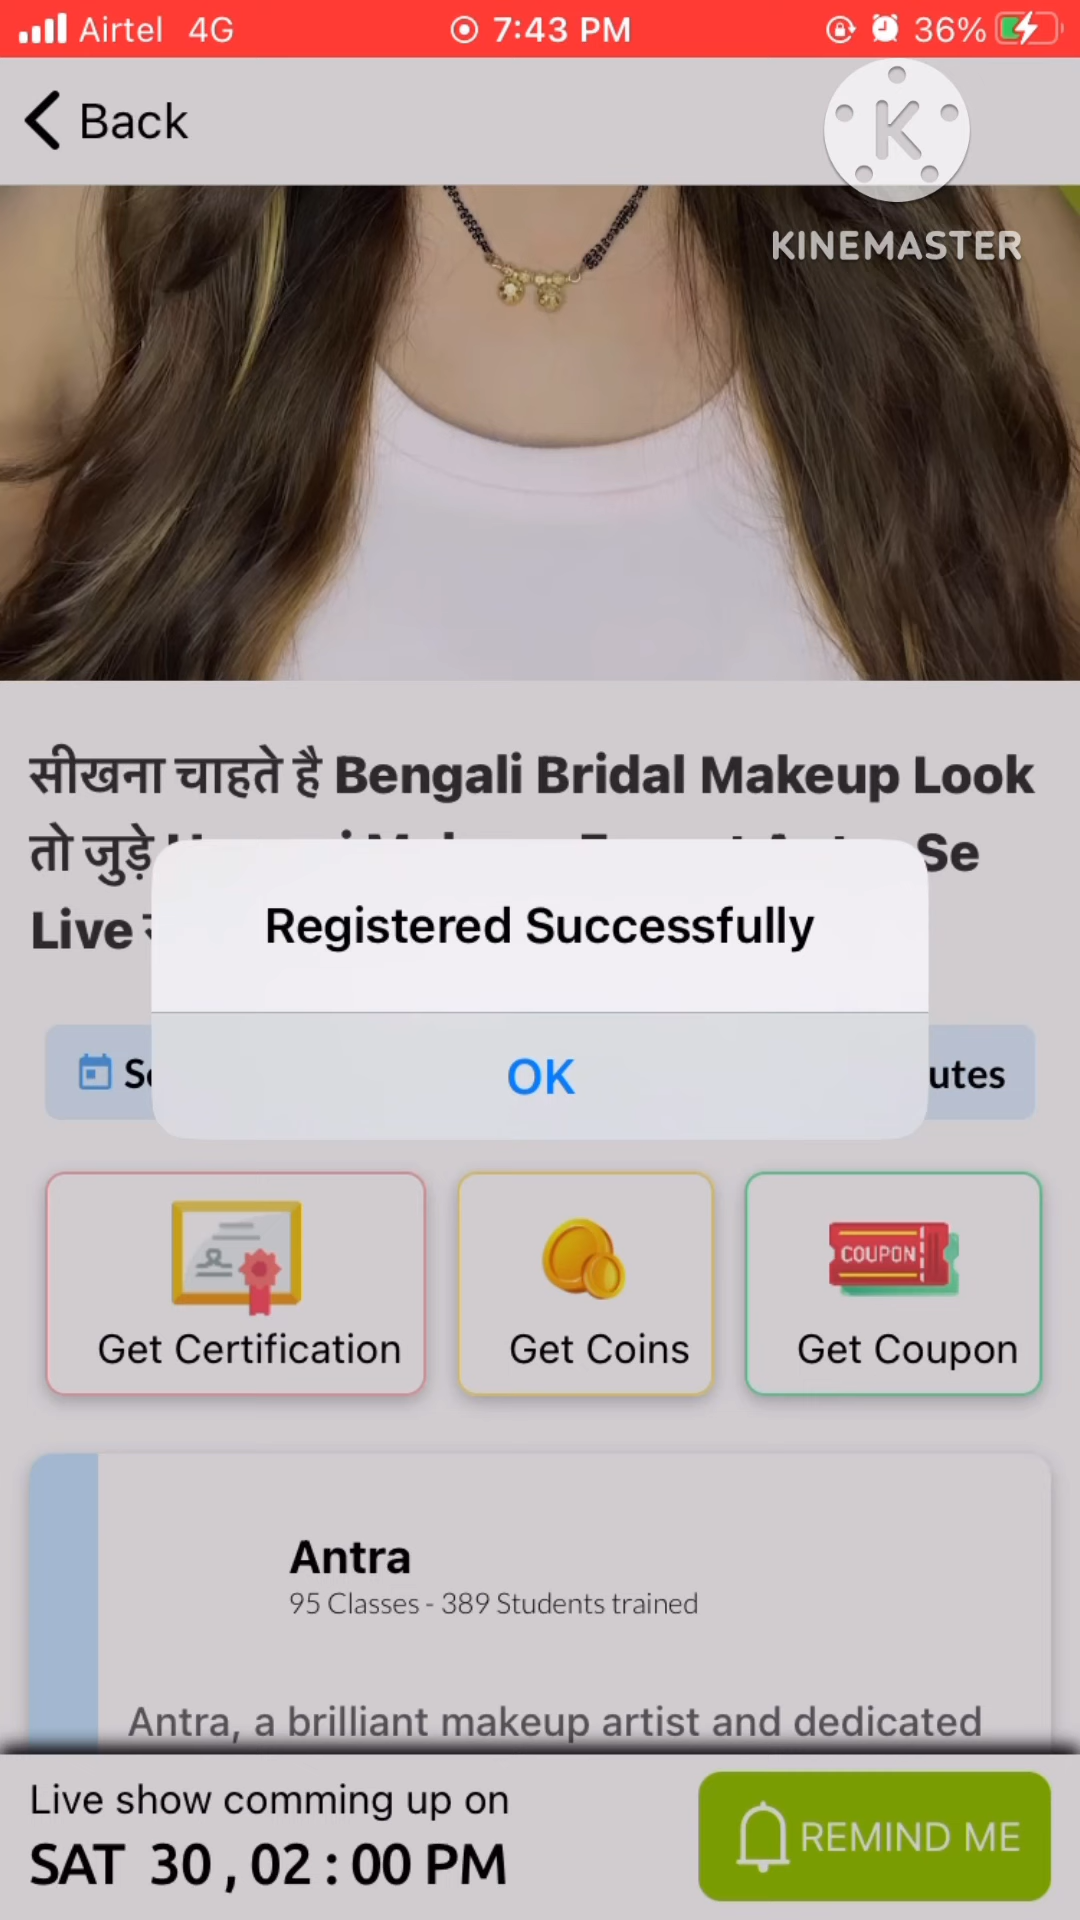 Airtel 4G 7:43 PM 36%
Back
K
KINEMASTER
सीखना चाहते है Bengali Bridal Makeup Look
तो जुड़े Se
Live
Registered Successfully
OK
utes
COUPON
Get Certification Get Coins Get Coupon
Antra
95 Classes - 389 Students trained
Antra, a brilliant makeup artist and dedicated
Live show comming up on
SAT 30 , 02 : 00 PM
REMIND ME